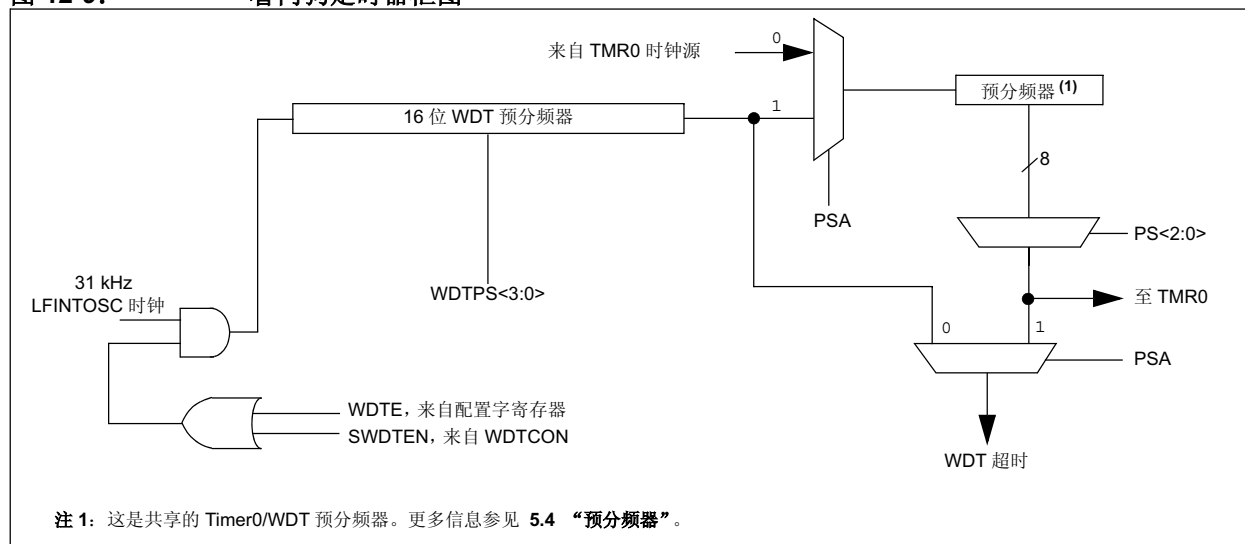 来自 TMR0 时钟源
0
1
预分频器 (1)
16 位 WDT 预分频器
8
PSA
PS<2:0>
31 kHz
LFINTOSC 时钟
WDTPS<3:0>
至 TMR0
0
1
PSA
WDTE，来自配置字寄存器
SWDTEN，来自 WDTCON
WDT 超时
注 1：这是共享的 Timer0/WDT 预分频器。更多信息参见 5.4 “预分频器”。